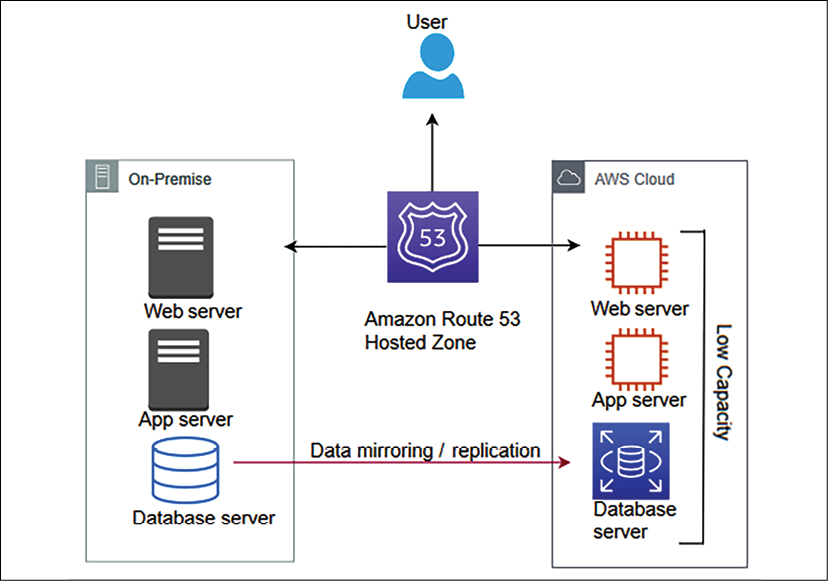 User
On-Premise
AWS Cloud
53
Web server
Web server
Amazon Route 53
Hosted Zone
App server
App server
Low Capacity
Data mirroring / replication
Database server
Database
server